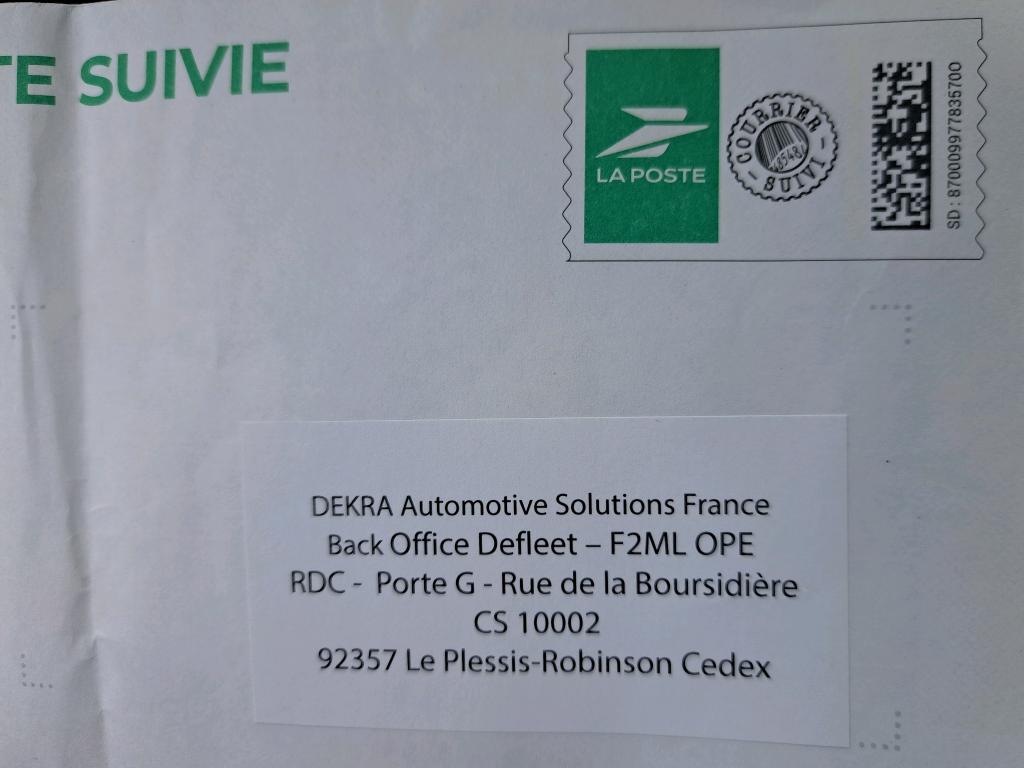 TE SUIVIE
LA POSTE
COURRIER
SUIVI
SD : 8700099778357OO
DEKRA Automotive Solutions France
Back Office Defleet – F2ML OPE
RDC - Porte G - Rue de la Boursidière
CS 10002
92357 Le Plessis-Robinson Cedex